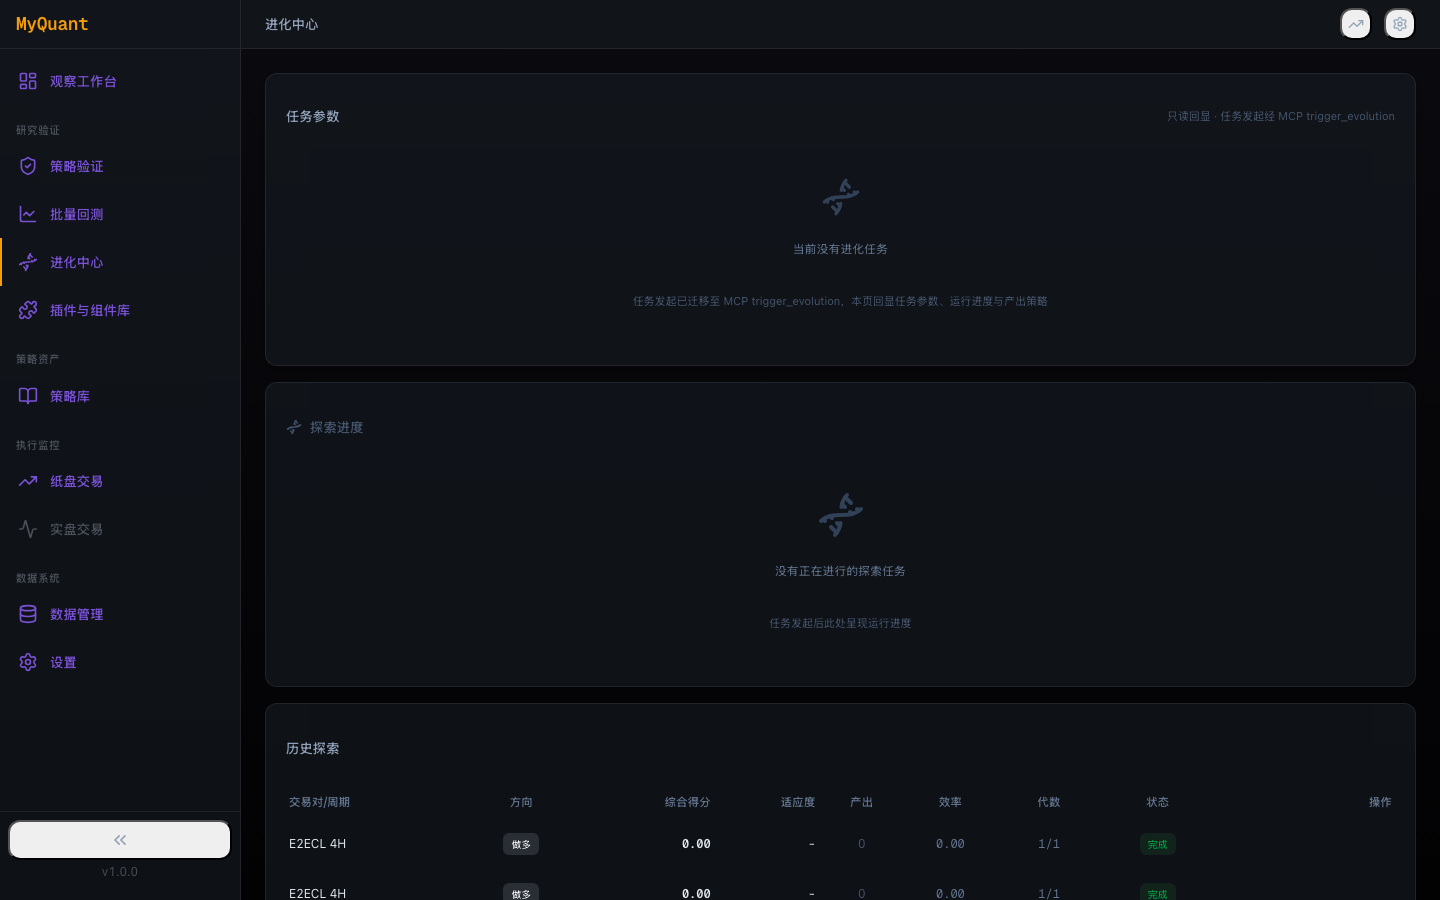 MyQuant
进化中心
观察工作台
研究验证
策略验证
批量回测
进化中心
插件与组件库
策略资产
策略库
执行监控
纸盘交易
实盘交易
数据系统
数据管理
设置
v1.0.0
任务参数
只读回显 · 任务发起经 MCP trigger_evolution
当前没有进化任务
任务发起已迁移至 MCP trigger_evolution，本页回显任务参数、运行进度与产出策略
探索进度
没有正在进行的探索任务
任务发起后此处呈现运行进度
历史探索
交易对/周期 方向 综合得分 适应度 产出 效率 代数 状态 操作
E2ECL 4H 做多 0.00 - 0 0.00 1/1 完成
E2ECL 4H 做多 0.00 - 0 0.00 1/1 完成